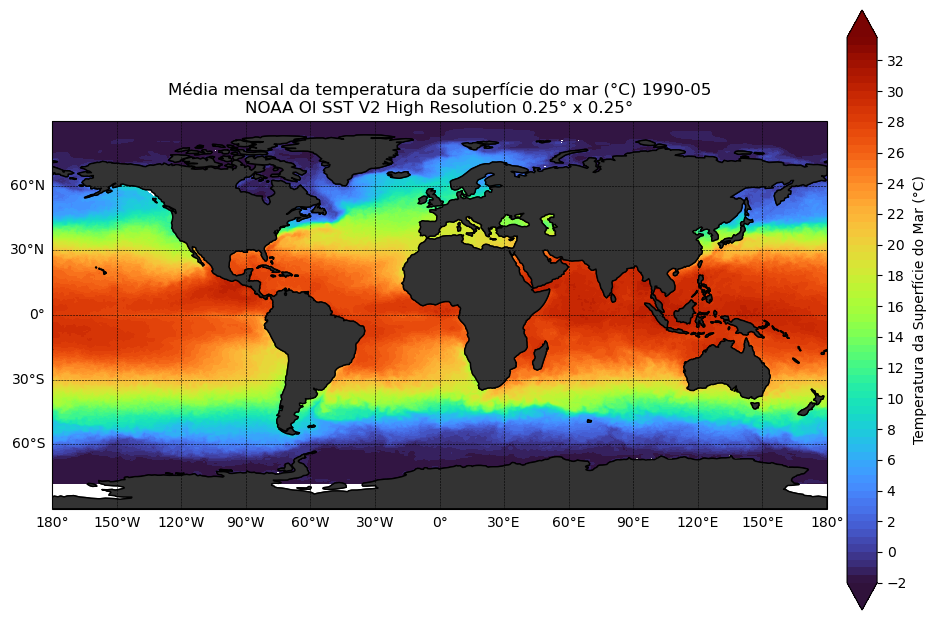 Média mensal da temperatura da superfície do mar (°C) 1990-05
NOAA OI SST V2 High Resolution 0.25° x 0.25°
60°N
30°N
0°
30°S
60°S
180° 150°W 120°W 90°W 60°W 30°W 0° 30°E 60°E 90°E 120°E 150°E 180°
32
30
28
26
24
22
20
18
16
14
12
10
8
6
4
2
0
−2
Temperatura da Superfície do Mar (°C)